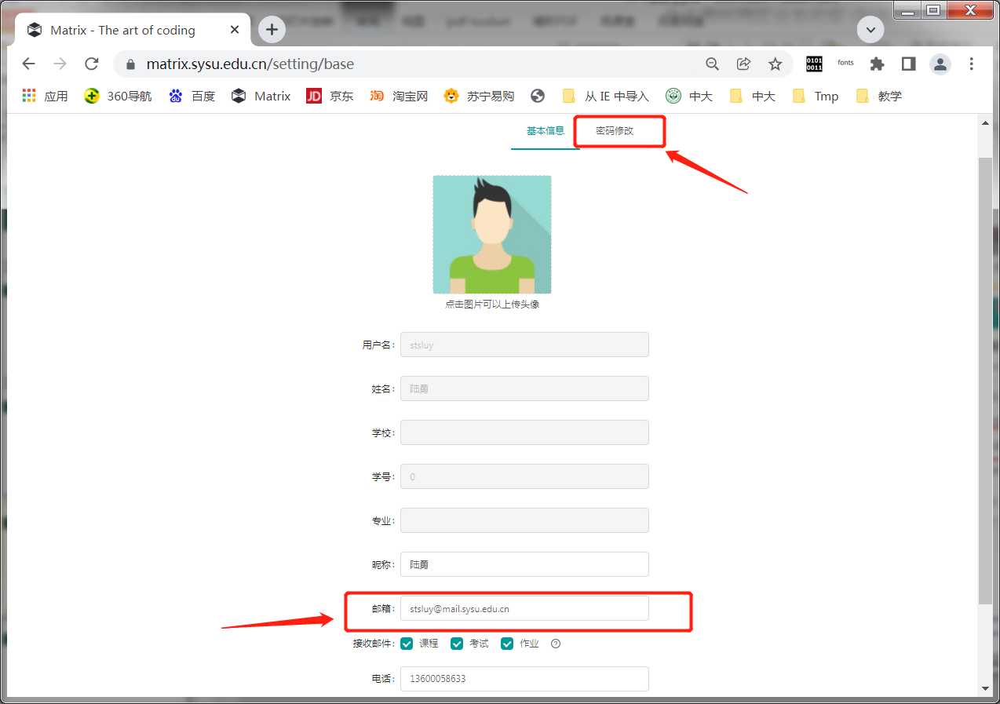 Matrix - The art of coding
matrix.sysu.edu.cn/setting/base
0101
0011
fonts
应用 360导航 百度 Matrix JD 京东 淘 淘宝网 苏宁易购 从 IE 中导入 中大 中大 Tmp 教学
基本信息 密码修改
点击图片可以上传头像
用户名: stsluy
姓名: 陆勇
学校:
学号: 0
专业:
昵称: 陆勇
邮箱: stsluy@mail.sysu.edu.cn
接收邮件: 课程 考试 作业 ?
电话: 13600058633